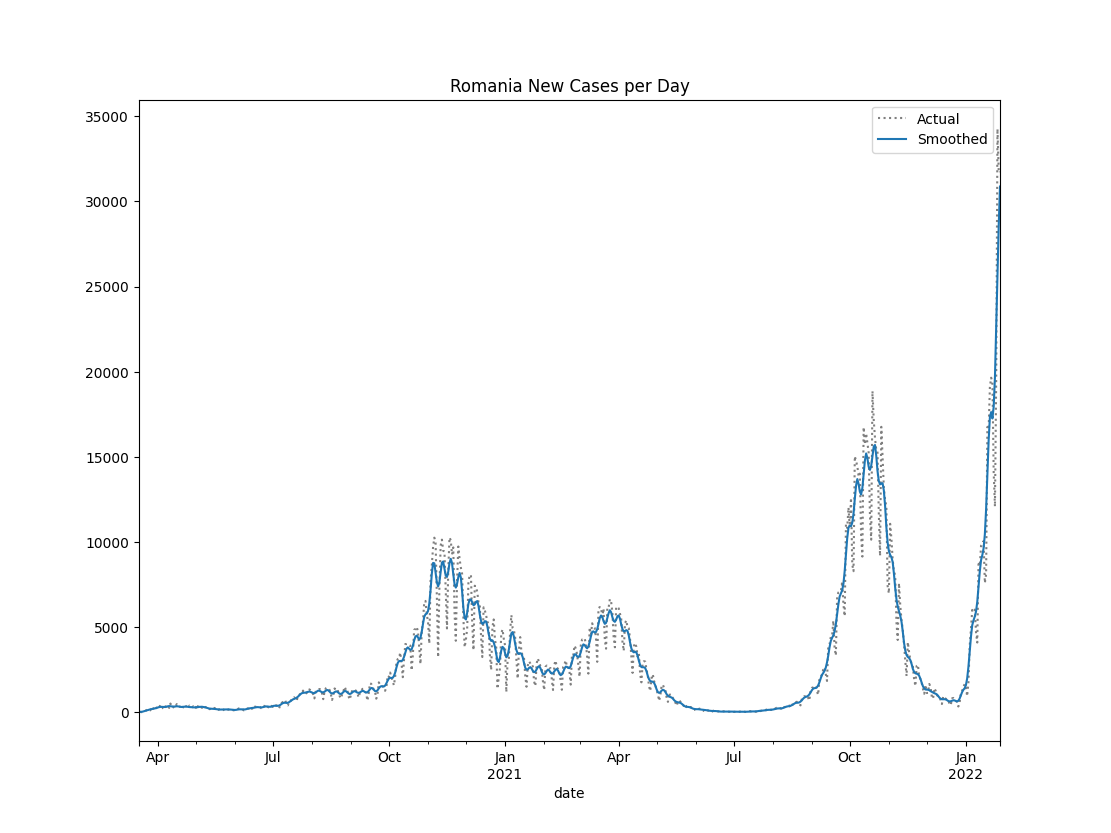 Romania New Cases per Day
Actual
Smoothed
35000
30000
25000
20000
15000
10000
5000
0
Apr Jul Oct Jan Apr Jul Oct Jan
2021 2022
date